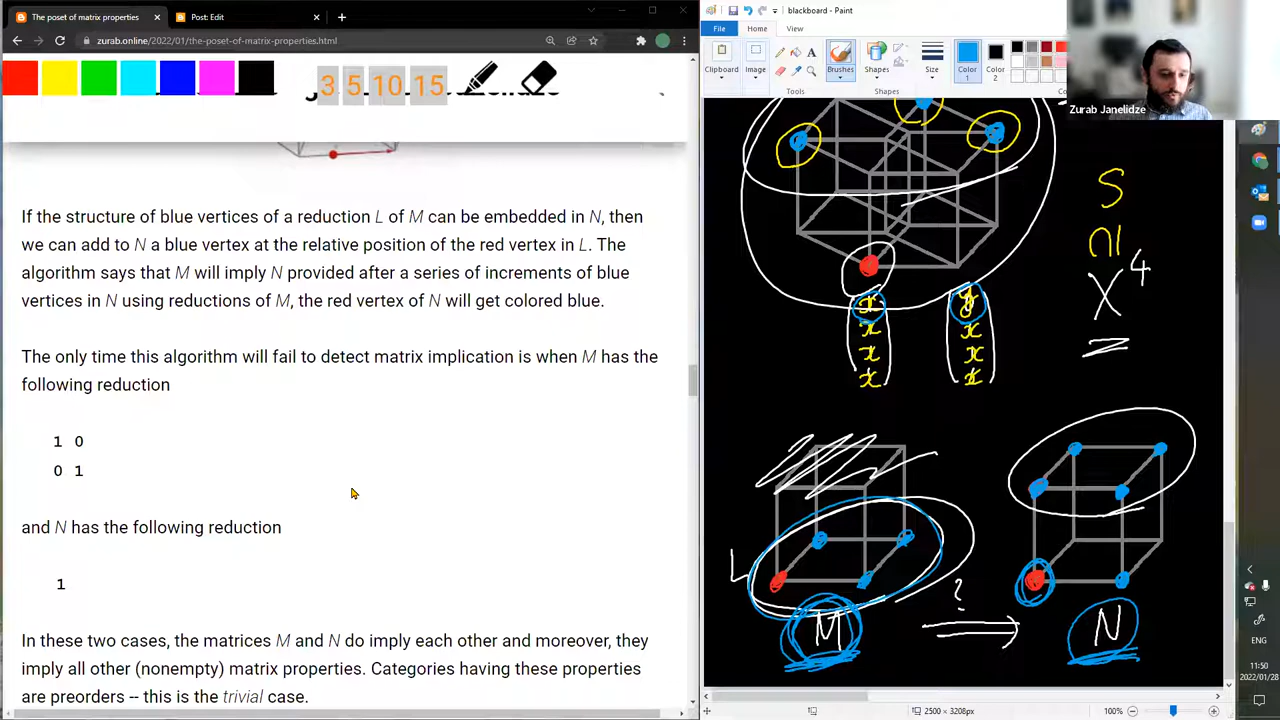 The poset of matrix properties
Post: Edit
zurab.online/2022/01/the-poset-of-matrix-properties.html
3 5 10 15
If the structure of blue vertices of a reduction L of M can be embedded in N, then
we can add to N a blue vertex at the relative position of the red vertex in L. The
algorithm says that M will imply N provided after a series of increments of blue
vertices in N using reductions of M, the red vertex of N will get colored blue.
The only time this algorithm will fail to detect matrix implication is when M has the
following reduction
1 0
0 1
and N has the following reduction
1
In these two cases, the matrices M and N do imply each other and moreover, they
imply all other (nonempty) matrix properties. Categories having these properties
are preorders -- this is the trivial case.
blackboard - Paint
File Home View
Clipboard
Image
Tools
Brushes
Shapes
Shapes
Size
Color 1
Color 2
Colors
Zurab Janelidze
S
X4
x
x
x
x
y
x
x
x
L
?
M
N
2500 × 3208px
100%
ENG
11:50
2022/01/28